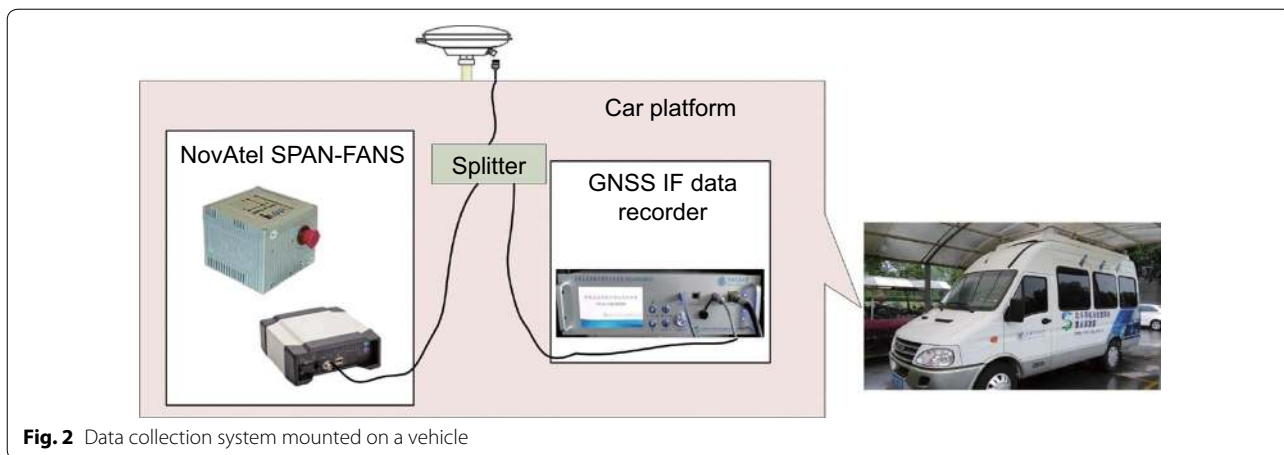 Car platform
NovAtel SPAN-FANS
Splitter
GNSS IF data
recorder
Fig. 2 Data collection system mounted on a vehicle